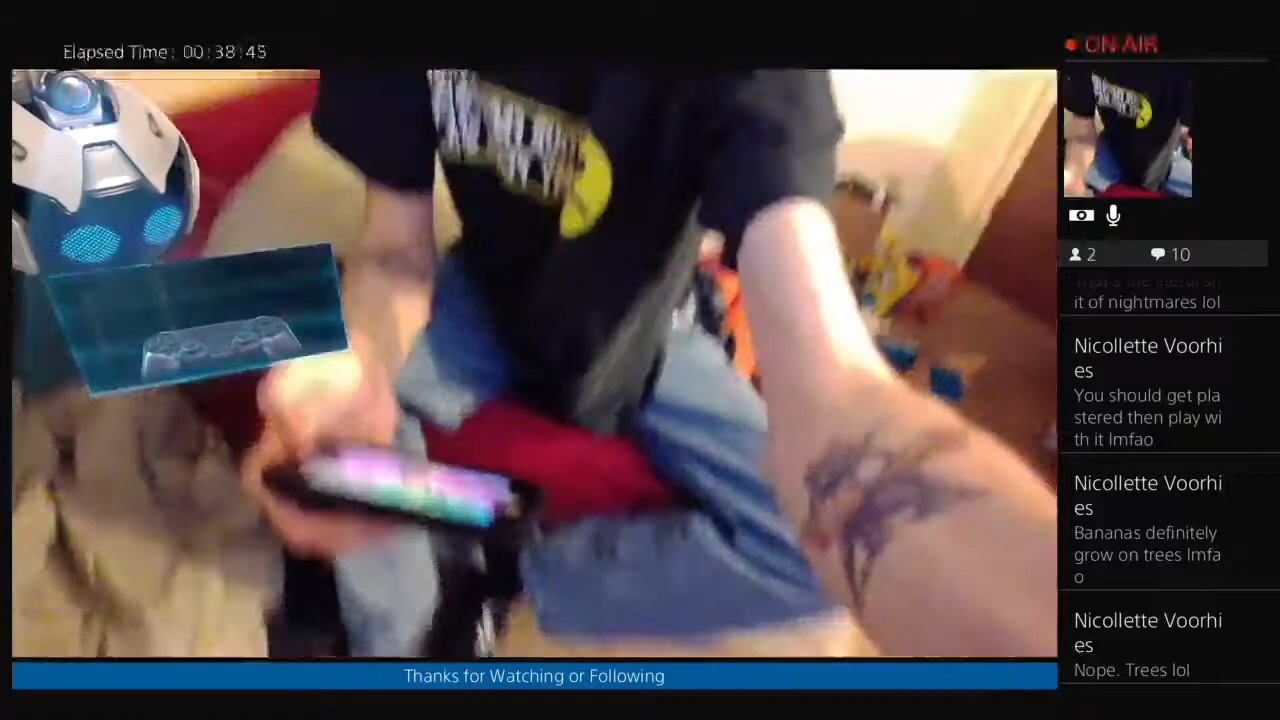 Elapsed Time : 00:38:45
ON AIR
2
10
it of nightmares lol
Nicollette Voorhi
es
You should get pla
stered then play wi
th it lmfao
Nicollette Voorhi
es
Bananas definitely
grow on trees lmfa
o
Nicollette Voorhi
es
Nope. Trees lol
Thanks for Watching or Following